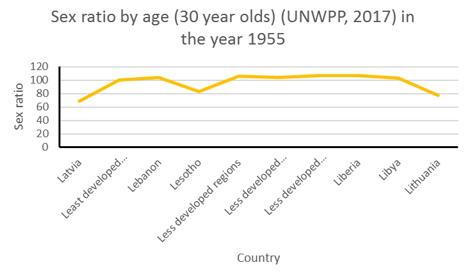 Sex ratio by age (30 year olds) (UNWPP, 2017) in
the year 1955
120
100
80
60
40
20
0
Sex ratio
Latvia
Least developed...
Lebanon
Lesotho
Less developed regions
Less developed...
Less developed...
Liberia
Libya
Lithuania
Country